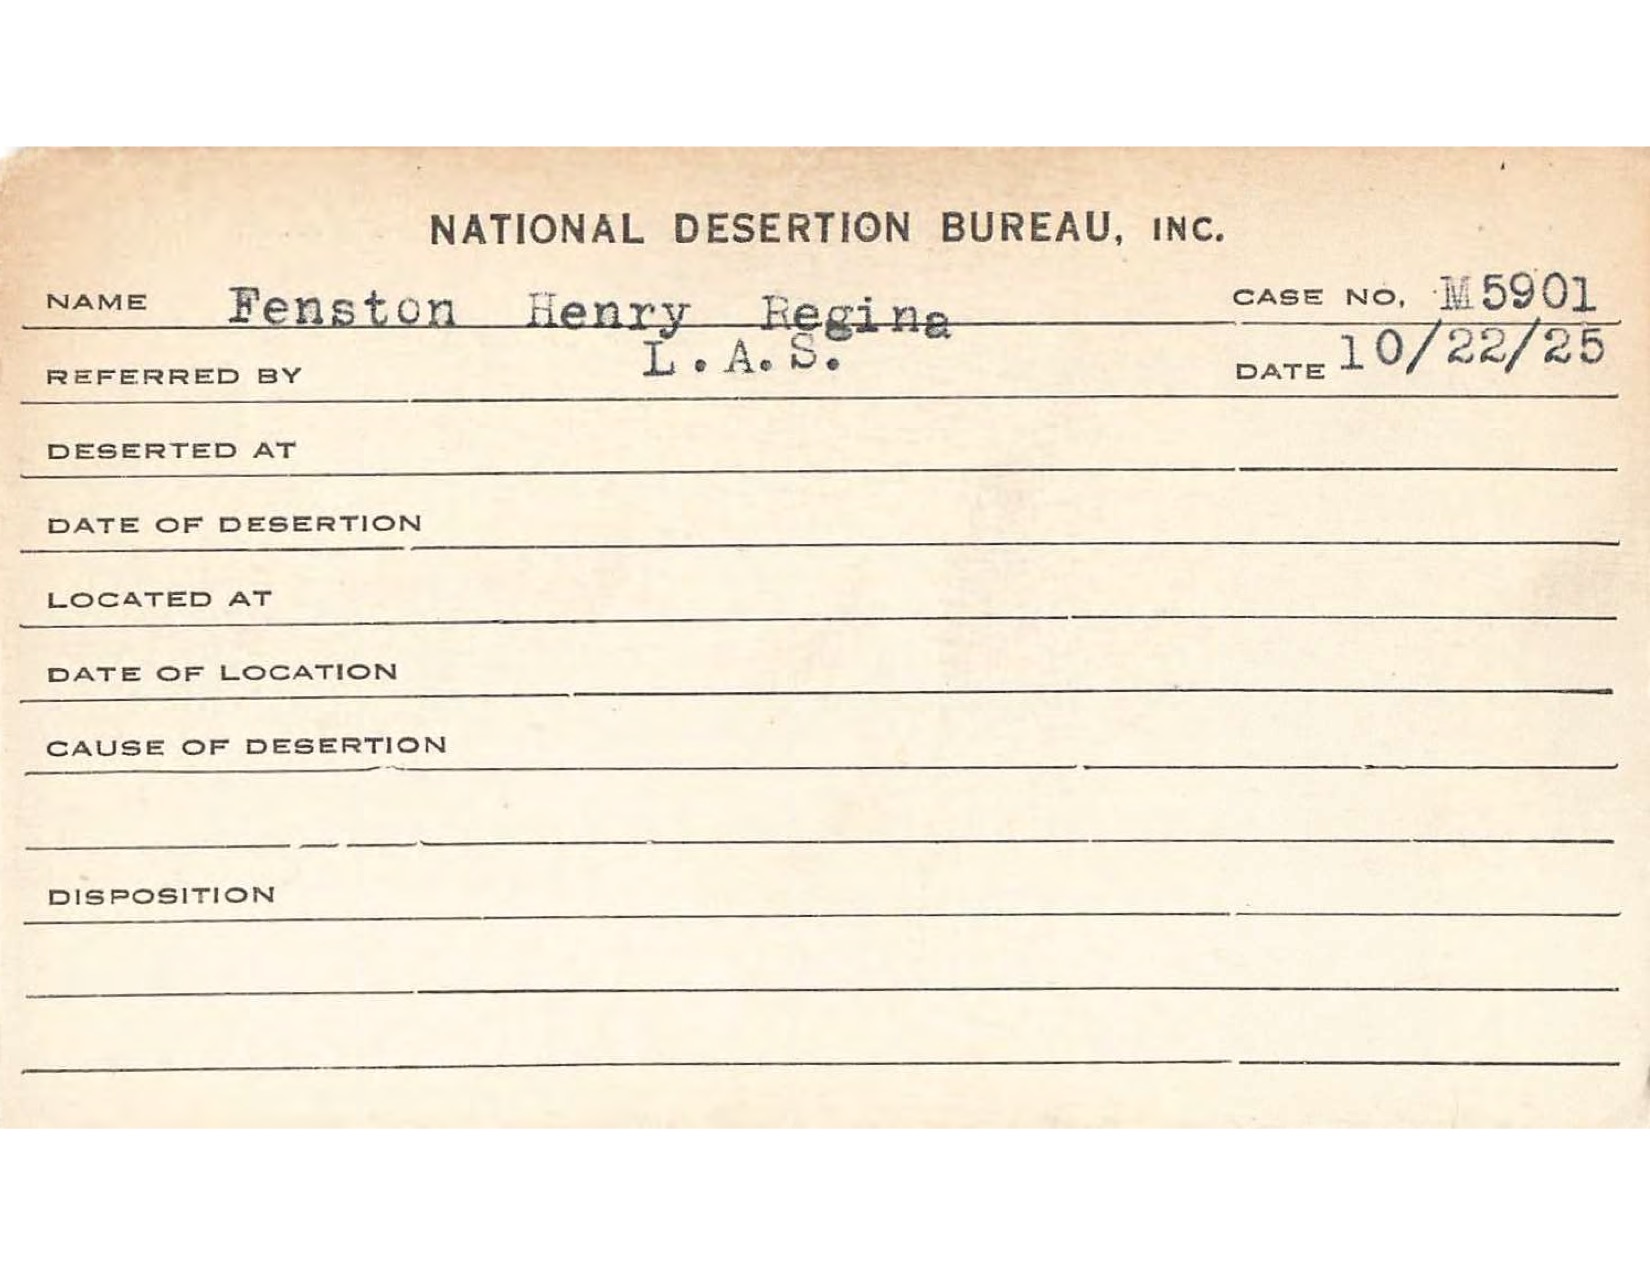 NATIONAL DESERTION BUREAU, INC.
NAME Fenston Henry Regina CASE NO. M5901
REFERRED BY L.A.S. DATE 10/22/25
DESERTED AT
DATE OF DESERTION
LOCATED AT
DATE OF LOCATION
CAUSE OF DESERTION
DISPOSITION